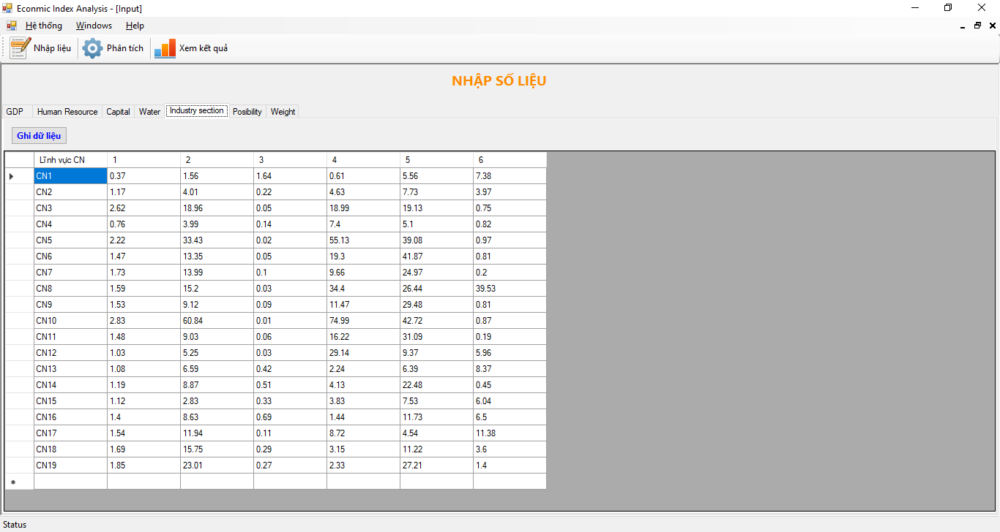 Econmic Index Analysis - [Input]
Hệ thống Windows Help
Nhập liệu Phân tích Xem kết quả
NHẬP SỐ LIỆU
GDP Human Resource Capital Water Industry section Posibility Weight
Ghi dữ liệu
Lĩnh vực CN 1 2 3 4 5 6
CN1 0.37 1.56 1.64 0.61 5.56 7.38
CN2 1.17 4.01 0.22 4.63 7.73 3.97
CN3 2.62 18.96 0.05 18.99 19.13 0.75
CN4 0.76 3.99 0.14 7.4 5.1 0.82
CN5 2.22 33.43 0.02 55.13 39.08 0.97
CN6 1.47 13.35 0.05 19.3 41.87 0.81
CN7 1.73 13.99 0.1 9.66 24.97 0.2
CN8 1.59 15.2 0.03 34.4 26.44 39.53
CN9 1.53 9.12 0.09 11.47 29.48 0.81
CN10 2.83 60.84 0.01 74.99 42.72 0.87
CN11 1.48 9.03 0.06 16.22 31.09 0.19
CN12 1.03 5.25 0.03 29.14 9.37 5.96
CN13 1.08 6.59 0.42 2.24 6.39 8.37
CN14 1.19 8.87 0.51 4.13 22.48 0.45
CN15 1.12 2.83 0.33 3.83 7.53 6.04
CN16 1.4 8.63 0.69 1.44 11.73 6.5
CN17 1.54 11.94 0.11 8.72 4.54 11.38
CN18 1.69 15.75 0.29 3.15 11.22 3.6
CN19 1.85 23.01 0.27 2.33 27.21 1.4
Status